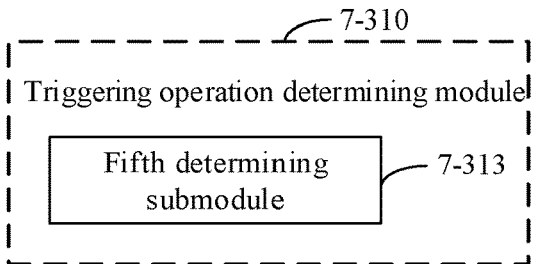 7-310
Triggering operation determining module
Fifth determining
submodule
7-313